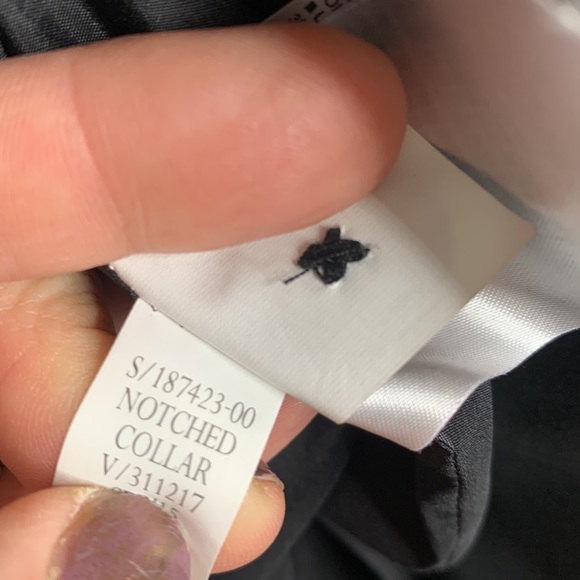 S/187423-00
NOTCHED
COLLAR
V/311217